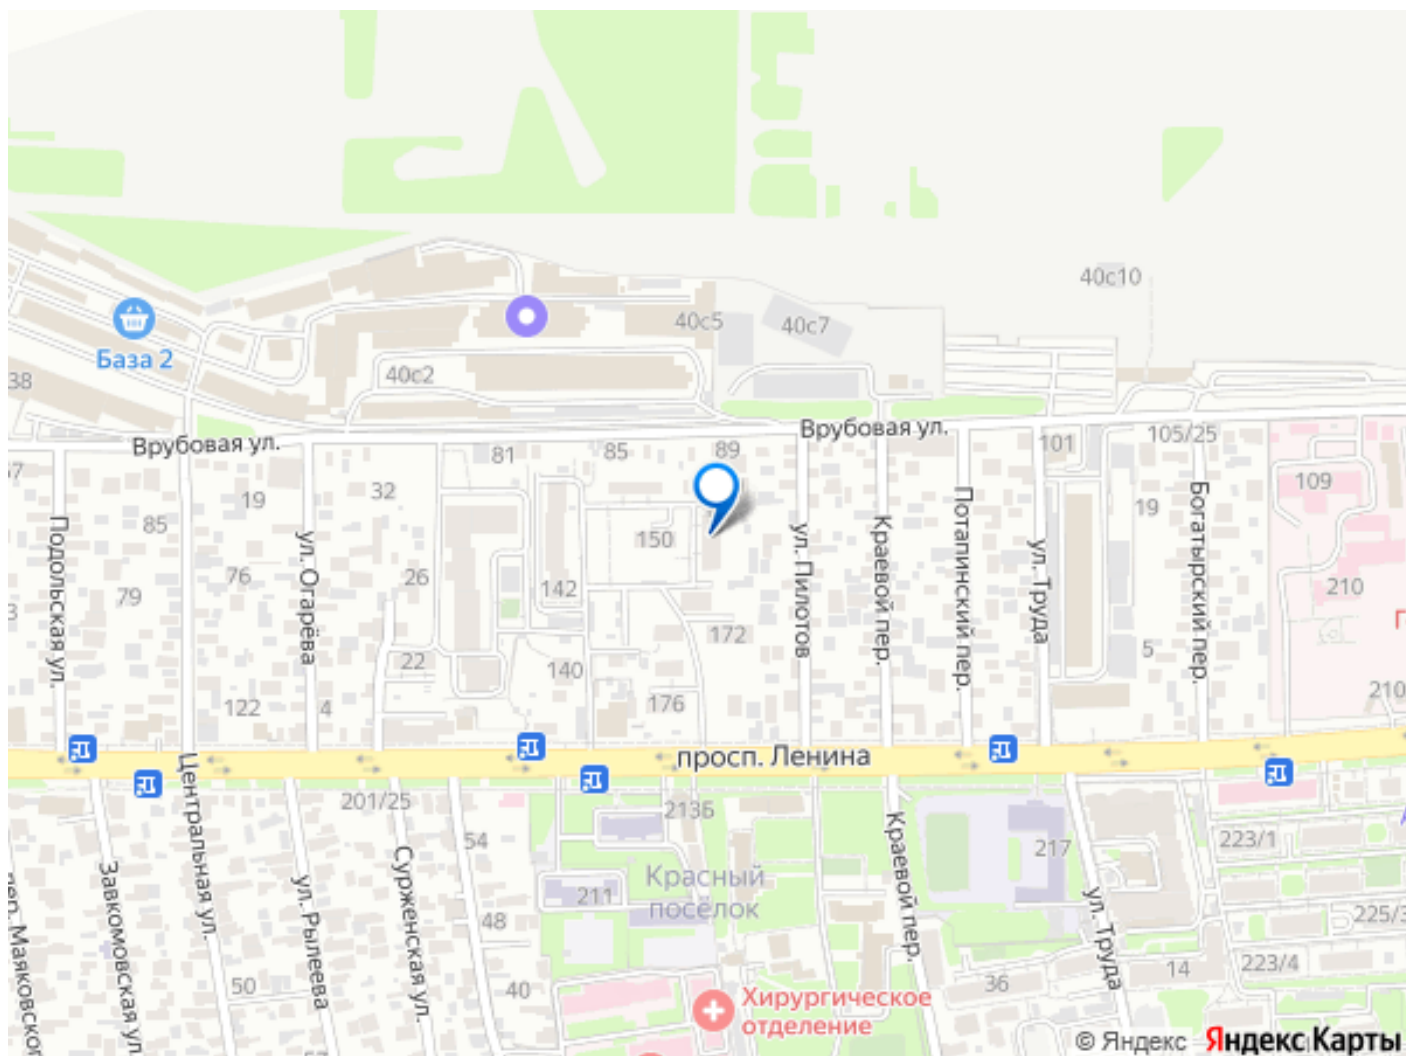 40с10
40с5
40с7
База 2
38
40с2
Врубовая ул.
Врубовая ул.
81
85
89
101
105/25
57
19
32
19
109
85
ул. Огарёва
150
ул. Пилотов
Краевой пер.
Потапинский пер.
ул. Труда
Богатырский пер.
Подольская ул.
76
26
142
79
210
172
5
22
140
122
4
176
210
просп. Ленина
Центральная ул.
201/25
213Б
54
217
223/1
Краевой пер.
Красный
посёлок
211
225/3
Завкомовская ул.
ул. Рылеева
Сурженская ул.
48
ул. Труда
пер. Маяковског
50
40
36
14
223/4
Хирургическое
отделение
© Яндекс Яндекс Карты